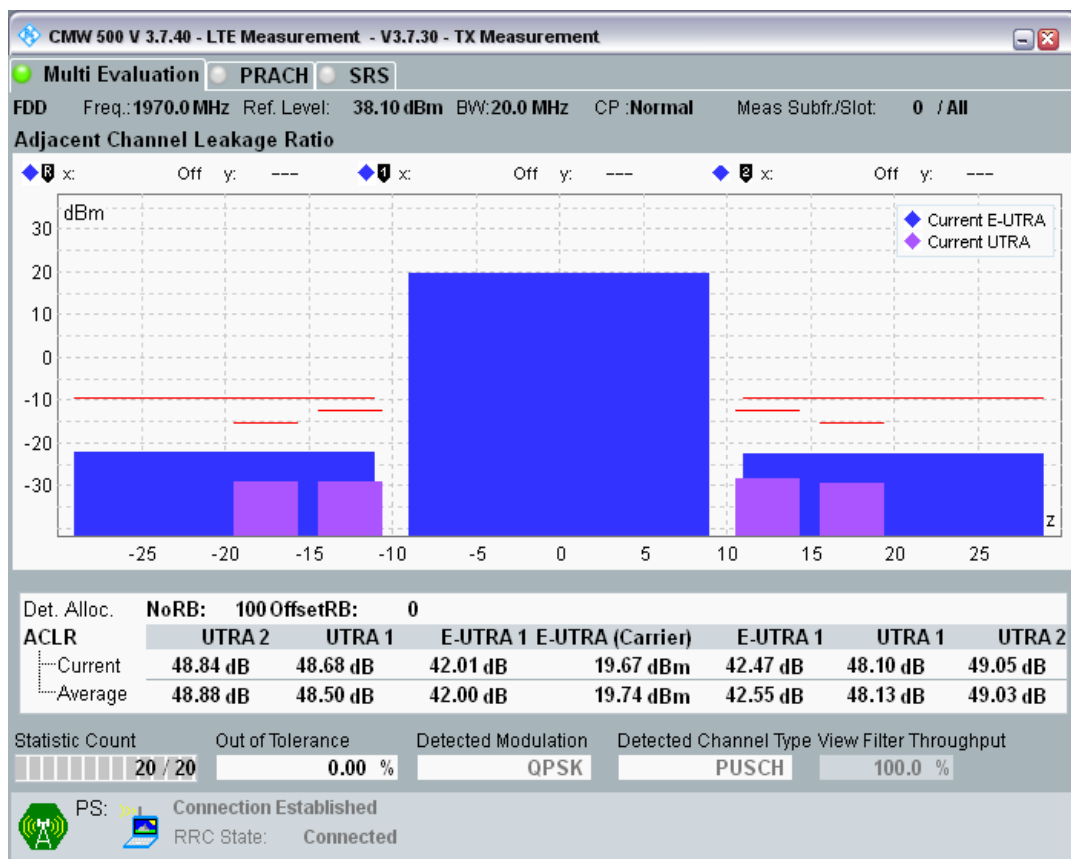 CMW 500 V 3.7.40 - LTE Measurement - V3.7.30 - TX Measurement
Multi Evaluation PRACH SRS
FDD Freq.:1970.0 MHz Ref. Level: 38.10 dBm BW:20.0 MHz CP :Normal Meas Subfr./Slot: 0 / All
Adjacent Channel Leakage Ratio
R x: Off y: --- 1 x: Off y: --- 2 x: Off y: ---
dBm
Current E-UTRA
Current UTRA
30
20
10
0
-10
-20
-30
z
-25 -20 -15 -10 -5 0 5 10 15 20 25
Det. Alloc. NoRB: 100 OffsetRB: 0
ACLR UTRA 2 UTRA 1 E-UTRA 1 E-UTRA (Carrier) E-UTRA 1 UTRA 1 UTRA 2
Current 48.84 dB 48.68 dB 42.01 dB 19.67 dBm 42.47 dB 48.10 dB 49.05 dB
Average 48.88 dB 48.50 dB 42.00 dB 19.74 dBm 42.55 dB 48.13 dB 49.03 dB
Statistic Count Out of Tolerance Detected Modulation Detected Channel Type View Filter Throughput
20 / 20 0.00 % QPSK PUSCH 100.0 %
PS: Connection Established
RRC State: Connected